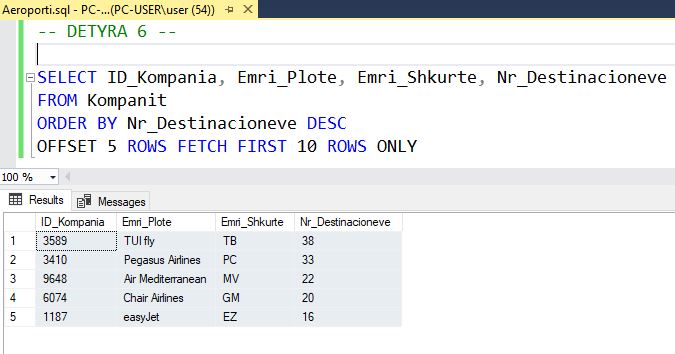 Aeroporti.sql - PC-...(PC-USER\user (54))
-- DETYRA 6 --
SELECT ID_Kompania, Emri_Plote, Emri_Shkurte, Nr_Destinacioneve
FROM Kompanit
ORDER BY Nr_Destinacioneve DESC
OFFSET 5 ROWS FETCH FIRST 10 ROWS ONLY
100 %
Results Messages
ID_Kompania Emri_Plote Emri_Shkurte Nr_Destinacioneve
1 3589 TUI fly TB 38
2 3410 Pegasus Airlines PC 33
3 9648 Air Mediterranean MV 22
4 6074 Chair Airlines GM 20
5 1187 easyJet EZ 16